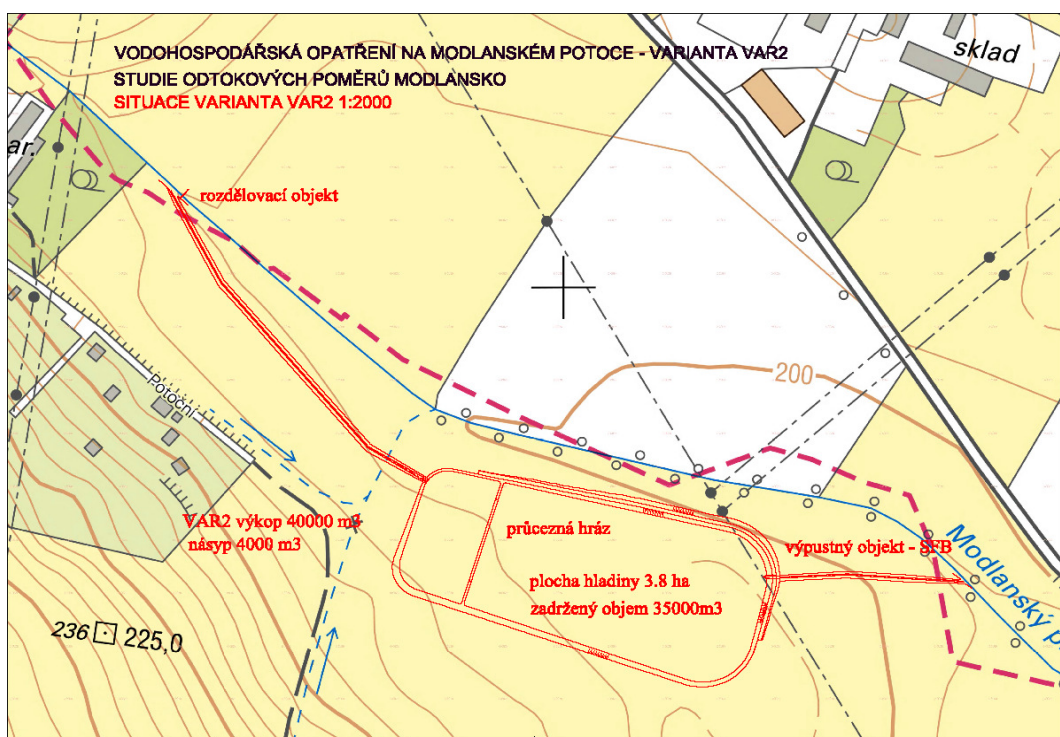 VODOHOSPODÁŘSKÁ OPATŘENÍ NA MODLANSKÉM POTOCE - VARIANTA VAR2
STUDIE ODTOKOVÝCH POMĚRŮ MODLANSKO
SITUACE VARIANTA VAR2 1:2000
sklad
ar.
rozdělovací objekt
200
Potoční
VAR2 výkop 40000 m3
násyp 4000 m3
průcezná hráz
výpustný objekt - SFB
plocha hladiny 3.8 ha
zadržený objem 35000m3
Modlanský p
236 225,0